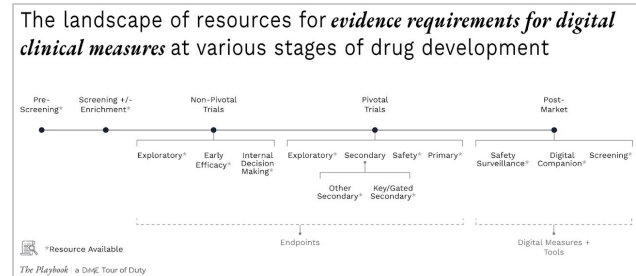 The landscape of resources for evidence requirements for digital
clinical measures at various stages of drug development
Pre-
Screening*
Screening +/-
Enrichment*
Non-Pivotal
Trials
Pivotal
Trials
Post-
Market
Exploratory*
Early
Efficacy*
Internal
Decision
Making*
Exploratory*
Secondary
Safety*
Primary*
Safety
Surveillance*
Digital
Companion*
Screening*
Other
Secondary*
Key/Gated
Secondary*
Endpoints
Digital Measures +
Tools
*Resource Available
The Playbook | a DiMe Tour of Duty